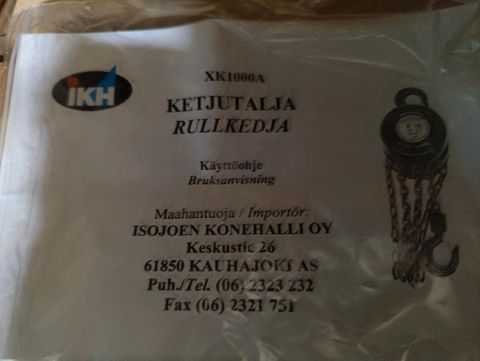 IKH
XK1000A
KETJUTALJA
RULLKEDJA
Käyttöohje
Bruksanvisning
Maahantuoja / Importör:
ISOJOEN KONEHALLI OY
Keskustie 26
61850 KAUHAJOKI AS
Puh./Tel. (06) 2323 232
Fax (06) 2321 751